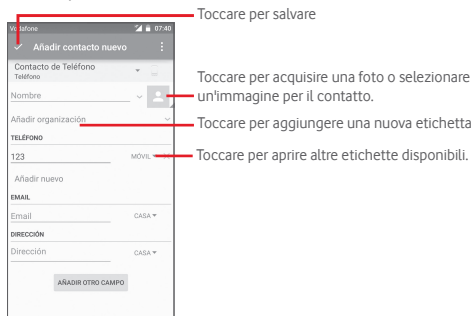 Toccare per salvare
Vodafone 07:40
Añadir contacto nuevo
Contacto de Teléfono
Teléfono
Toccare per acquisire una foto o selezionare
un'immagine per il contatto.
Nombre
Añadir organización
Toccare per aggiungere una nuova etichetta
TELÉFONO
123 MÓVIL
Toccare per aprire altre etichette disponibili.
Añadir nuevo
EMAIL
Email CASA
DIRECCIÓN
Dirección CASA
AÑADIR OTRO CAMPO